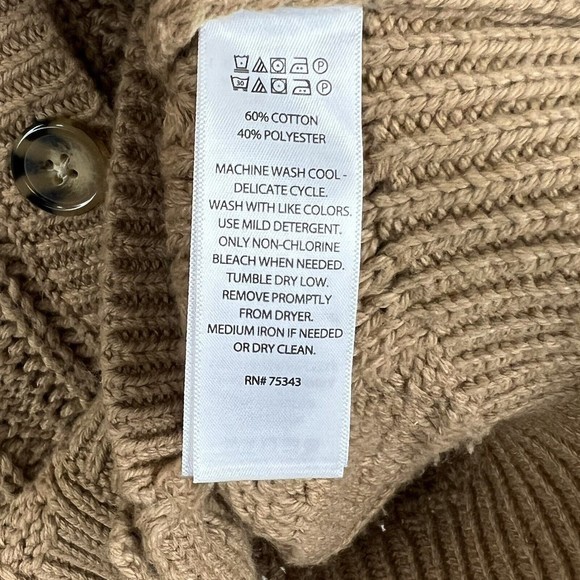 60% COTTON
40% POLYESTER
MACHINE WASH COOL -
DELICATE CYCLE.
WASH WITH LIKE COLORS.
USE MILD DETERGENT.
ONLY NON-CHLORINE
BLEACH WHEN NEEDED.
TUMBLE DRY LOW.
REMOVE PROMPTLY
FROM DRYER.
MEDIUM IRON IF NEEDED
OR DRY CLEAN.
RN# 75343